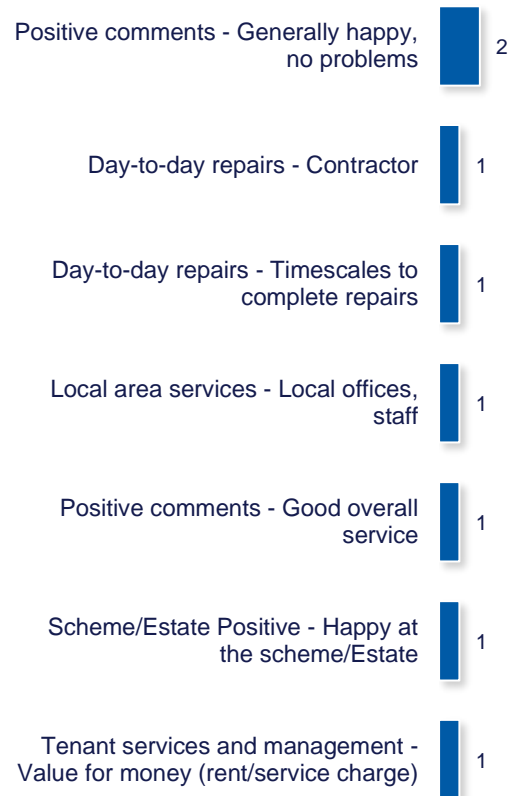 Positive comments - Generally happy,
no problems
2
Day-to-day repairs - Contractor
1
Day-to-day repairs - Timescales to
complete repairs
1
Local area services - Local offices,
staff
1
Positive comments - Good overall
service
1
Scheme/Estate Positive - Happy at
the scheme/Estate
1
Tenant services and management -
Value for money (rent/service charge)
1